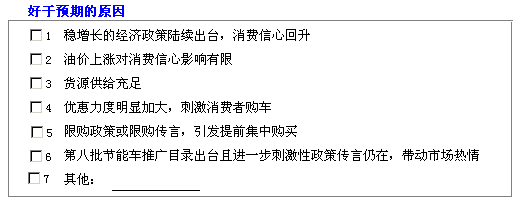 好于预期的原因
1 稳增长的经济政策陆续出台，消费信心回升
2 油价上涨对消费信心影响有限
3 货源供给充足
4 优惠力度明显加大，刺激消费者购车
5 限购政策或限购传言，引发提前集中购买
6 第八批节能车推广目录出台且进一步刺激性政策传言仍在，带动市场热情
7 其他：